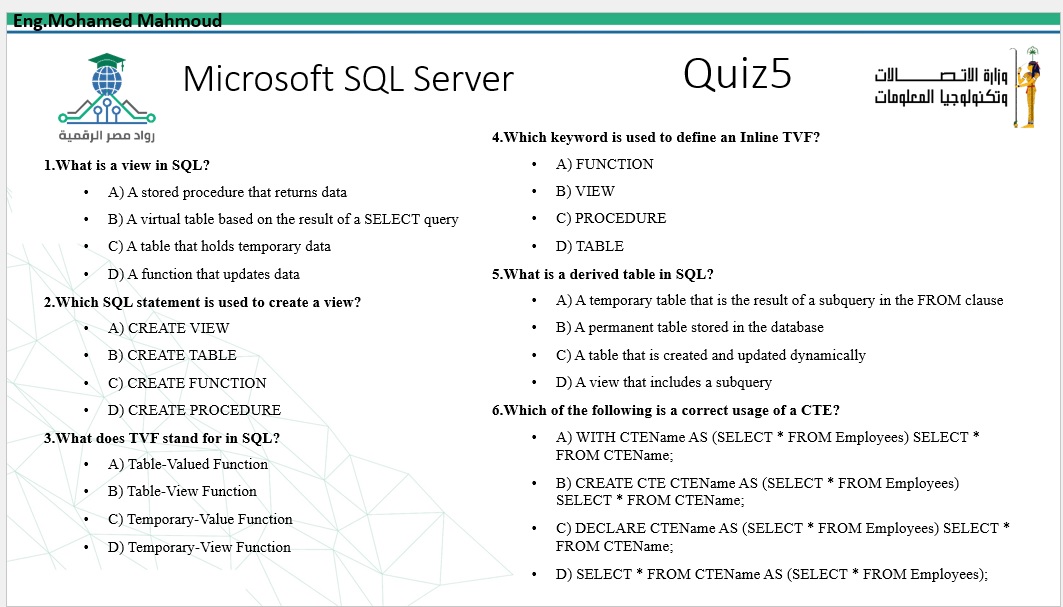 Eng.Mohamed Mahmoud
رواد مصر الرقمية
Microsoft SQL Server
Quiz5
وزارة الاتصــــالات
وتكنولوجيا المعلومات
1.What is a view in SQL?
• A) A stored procedure that returns data
• B) A virtual table based on the result of a SELECT query
• C) A table that holds temporary data
• D) A function that updates data
2.Which SQL statement is used to create a view?
• A) CREATE VIEW
• B) CREATE TABLE
• C) CREATE FUNCTION
• D) CREATE PROCEDURE
3.What does TVF stand for in SQL?
• A) Table-Valued Function
• B) Table-View Function
• C) Temporary-Value Function
• D) Temporary-View Function
4.Which keyword is used to define an Inline TVF?
• A) FUNCTION
• B) VIEW
• C) PROCEDURE
• D) TABLE
5.What is a derived table in SQL?
• A) A temporary table that is the result of a subquery in the FROM clause
• B) A permanent table stored in the database
• C) A table that is created and updated dynamically
• D) A view that includes a subquery
6.Which of the following is a correct usage of a CTE?
• A) WITH CTEName AS (SELECT * FROM Employees) SELECT *
FROM CTEName;
• B) CREATE CTE CTEName AS (SELECT * FROM Employees)
SELECT * FROM CTEName;
• C) DECLARE CTEName AS (SELECT * FROM Employees) SELECT *
FROM CTEName;
• D) SELECT * FROM CTEName AS (SELECT * FROM Employees);